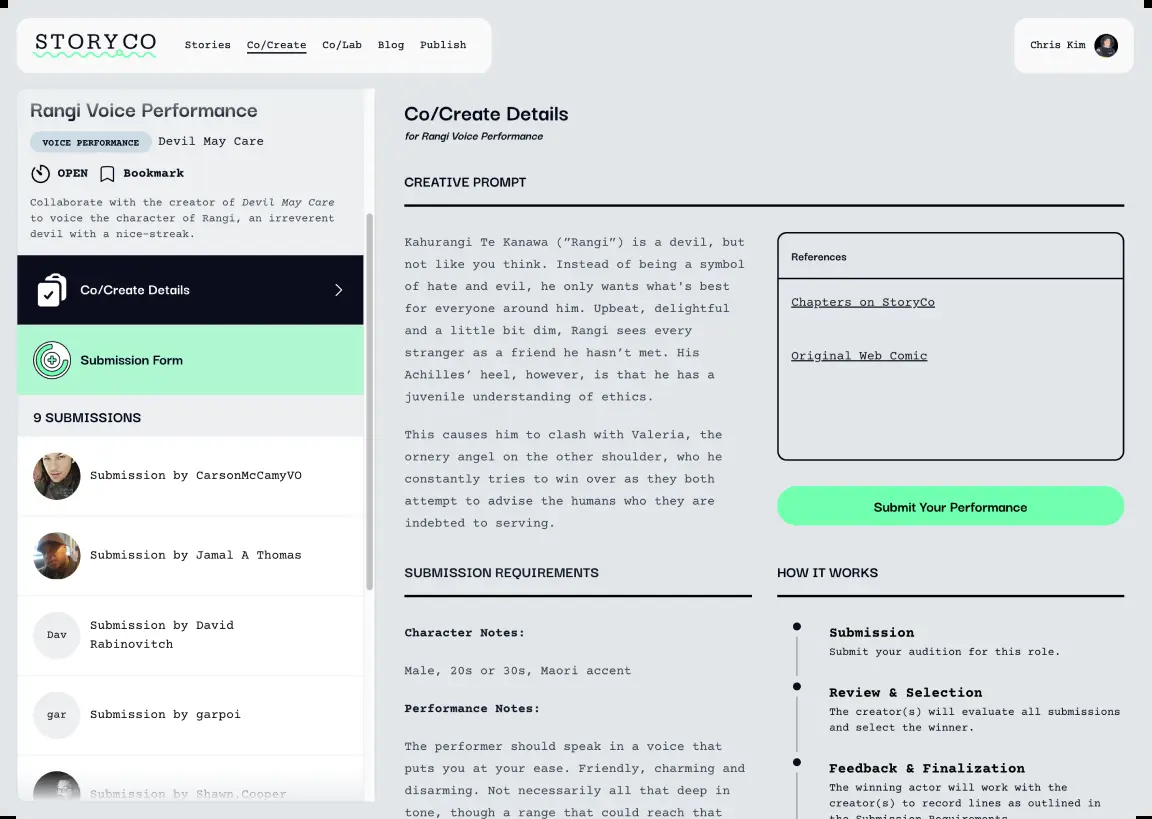 STORYCO
Stories Co/Create Co/Lab Blog Publish
Chris Kim
Rangi Voice Performance
VOICE PERFORMANCE Devil May Care
OPEN Bookmark
Collaborate with the creator of Devil May Care
to voice the character of Rangi, an irreverent
devil with a nice-streak.
Co/Create Details
Submission Form
9 SUBMISSIONS
Submission by CarsonMcCamyVO
Submission by Jamal A Thomas
Dav
Submission by David
Rabinovitch
gar
Submission by garpoi
Submission by Shawn.Cooper
Co/Create Details
for Rangi Voice Performance
CREATIVE PROMPT
Kahurangi Te Kanawa (”Rangi”) is a devil, but
not like you think. Instead of being a symbol
of hate and evil, he only wants what's best
for everyone around him. Upbeat, delightful
and a little bit dim, Rangi sees every
stranger as a friend he hasn’t met. His
Achilles’ heel, however, is that he has a
juvenile understanding of ethics.
This causes him to clash with Valeria, the
ornery angel on the other shoulder, who he
constantly tries to win over as they both
attempt to advise the humans who they are
indebted to serving.
References
Chapters on StoryCo
Original Web Comic
Submit Your Performance
SUBMISSION REQUIREMENTS
Character Notes:
Male, 20s or 30s, Maori accent
Performance Notes:
The performer should speak in a voice that
puts you at your ease. Friendly, charming and
disarming. Not necessarily all that deep in
tone, though a range that could reach that
HOW IT WORKS
Submission
Submit your audition for this role.
Review & Selection
The creator(s) will evaluate all submissions
and select the winner.
Feedback & Finalization
The winning actor will work with the
creator(s) to record lines as outlined in
the Submission Requirements